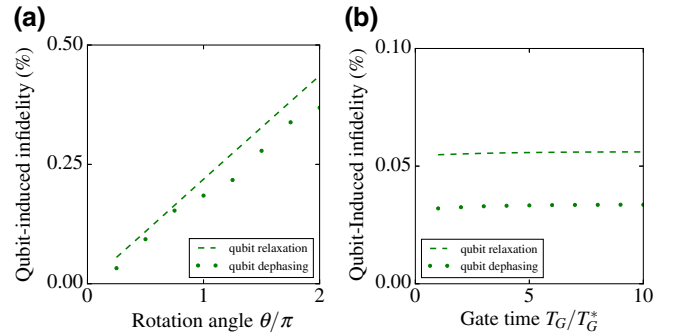 (a)
Qubit-induced infidelity (%)
0.50
0.25
0.00
0
1
2
Rotation angle θ/π
qubit relaxation
qubit dephasing
(b)
Qubit-Induced infidelity (%)
0.10
0.05
0.00
0
5
10
Gate time T_G/T_G^*
qubit relaxation
qubit dephasing